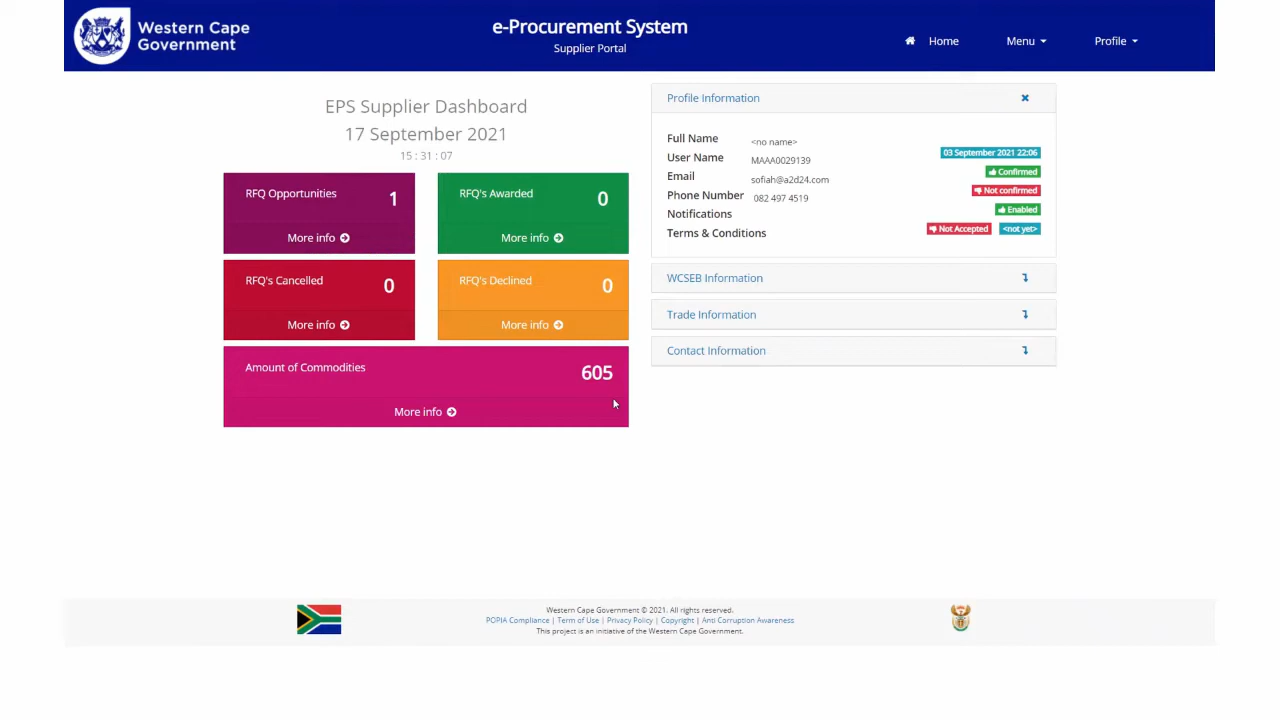 Western Cape
Government
e-Procurement System
Supplier Portal
Home
Menu
Profile
EPS Supplier Dashboard
17 September 2021
15 : 31 : 07
RFQ Opportunities 1
More info
RFQ's Awarded 0
More info
RFQ's Cancelled 0
More info
RFQ's Declined 0
More info
Amount of Commodities 605
More info
Profile Information
Full Name <no name>
User Name MAAA0029139 03 September 2021 22:06
Email sofiah@a2d24.com Confirmed
Phone Number 082 497 4519 Not confirmed
Notifications Enabled
Terms & Conditions Not Accepted <not yet>
WCSEB Information
Trade Information
Contact Information
Western Cape Government © 2021. All rights reserved.
POPIA Compliance | Term of Use | Privacy Policy | Copyright | Anti Corruption Awareness
This project is an initiative of the Western Cape Government.